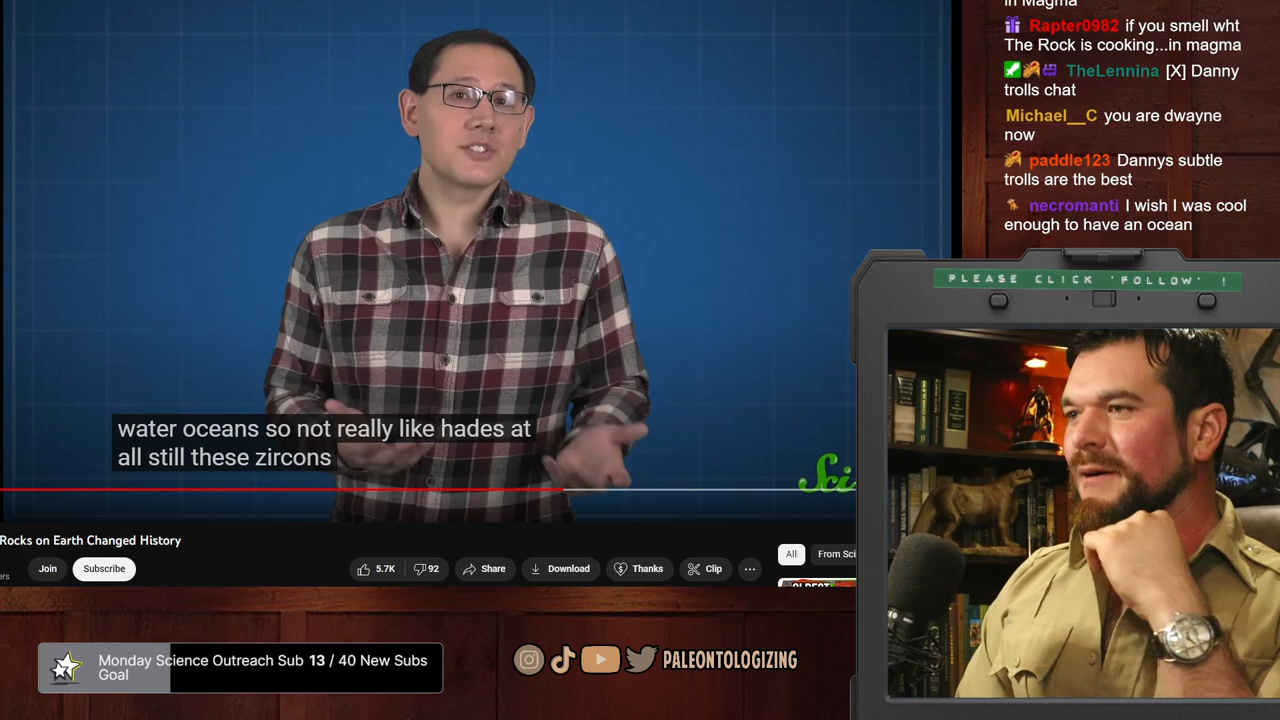 in Magma
Rapter0982 if you smell wht
The Rock is cooking...in magma
TheLennina [X] Danny
trolls chat
Michael__C you are dwayne
now
paddle123 Dannys subtle
trolls are the best
necromanti I wish I was cool
enough to have an ocean
PLEASE CLICK 'FOLLOW' !
water oceans so not really like hades at
all still these zircons
Sci
Rocks on Earth Changed History
ers
Join
Subscribe
5.7K
92
Share
Download
Thanks
Clip
...
All
From Sci
OLDEST
Monday Science Outreach Sub 13 / 40 New Subs
Goal
PALEONTOLOGIZING